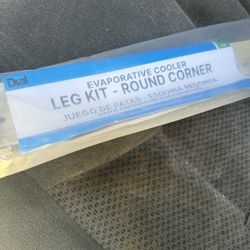 Dial
EVAPORATIVE COOLER
LEG KIT - ROUND CORNER
JUEGO DE PATAS - ESQUINA REDONDA